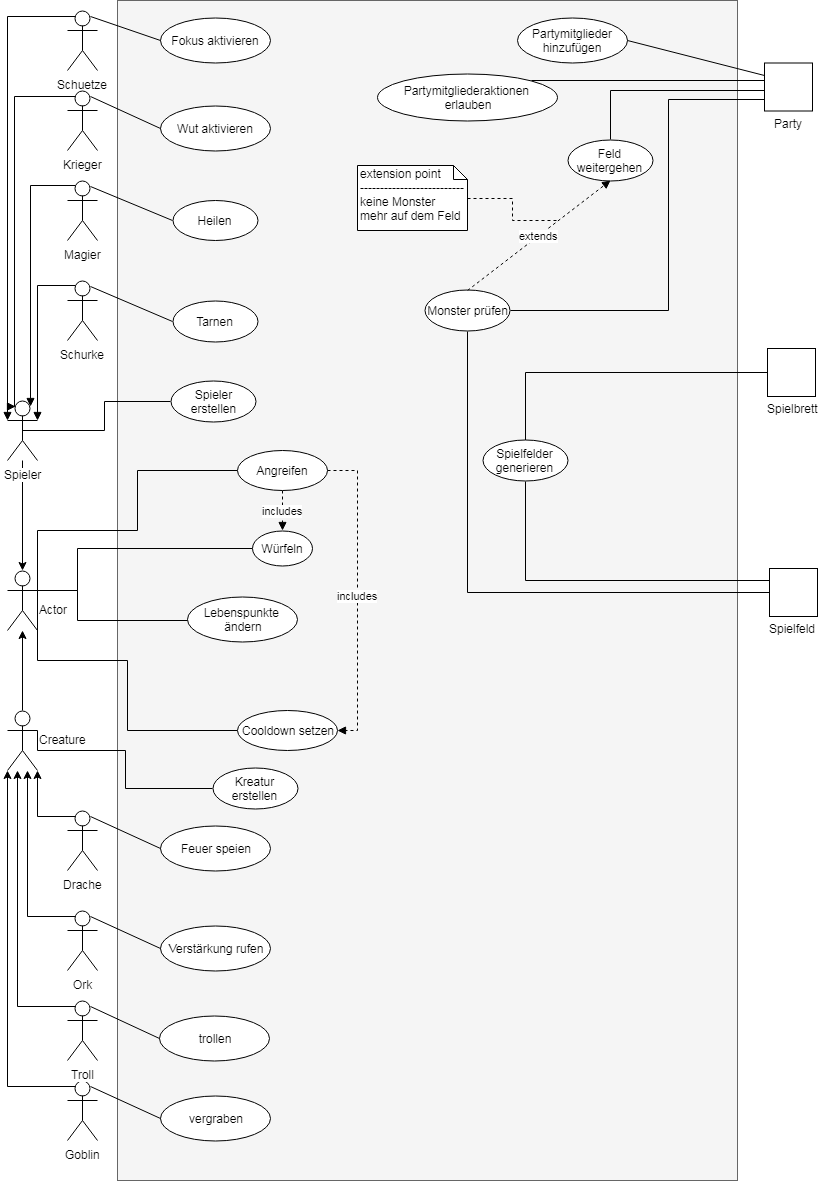 Fokus aktivieren
Schuetze
Wut aktivieren
Krieger
Heilen
Magier
Tarnen
Schurke
Spieler
erstellen
Spieler
Angreifen
includes
Würfeln
includes
Actor
Lebenspunkte
ändern
Cooldown setzen
Creature
Kreatur
erstellen
Feuer speien
Drache
Verstärkung rufen
Ork
trollen
Troll
vergraben
Goblin
Partymitglieder
hinzufügen
Partymitgliederaktionen
erlauben
Party
Feld
weitergehen
extension point
keine Monster
mehr auf dem Feld
extends
Monster prüfen
Spielbrett
Spielfelder
generieren
Spielfeld